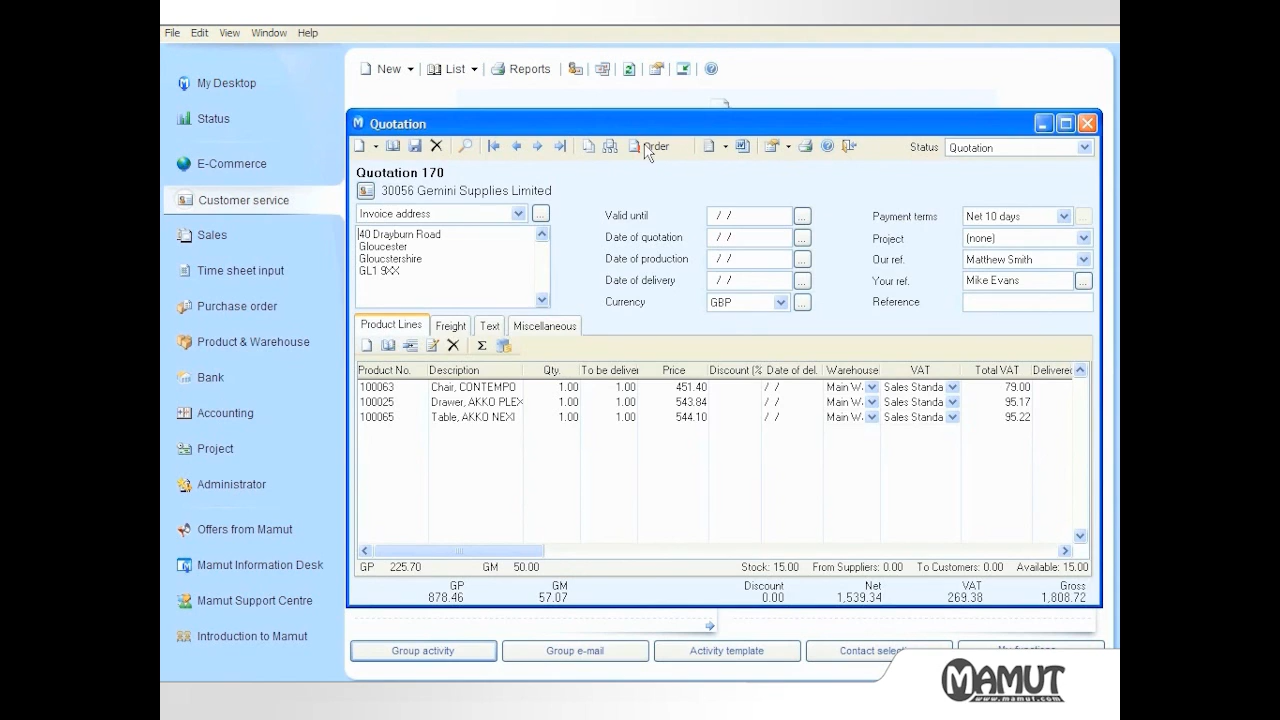 File Edit View Window Help
My Desktop
Status
E-Commerce
Customer service
Sales
Time sheet input
Purchase order
Product & Warehouse
Bank
Accounting
Project
Administrator
Offers from Mamut
Mamut Information Desk
Mamut Support Centre
Introduction to Mamut
New List Reports
Quotation
Order Status Quotation
Quotation 170
30056 Gemini Supplies Limited
Invoice address
40 Drayburn Road
Gloucester
Gloucstershire
GL1 9XX
Valid until / /
Date of quotation / /
Date of production / /
Date of delivery / /
Currency GBP
Payment terms Net 10 days
Project (none)
Our ref. Matthew Smith
Your ref. Mike Evans
Reference
Product Lines Freight Text Miscellaneous
Product No. Description Qty. To be deliver Price Discount (% Date of del. Warehouse VAT Total VAT Delivered
100063 Chair, CONTEMPO 1.00 1.00 451.40 / / Main W. Sales Standa 79.00
100025 Drawer, AKKO PLEX 1.00 1.00 543.84 / / Main W. Sales Standa 95.17
100065 Table, AKKO NEXI 1.00 1.00 544.10 / / Main W. Sales Standa 95.22
GP 225.70 GM 50.00 Stock: 15.00 From Suppliers: 0.00 To Customers: 0.00 Available: 15.00
GP GM Discount Net VAT Gross
878.46 57.07 0.00 1,539.34 269.38 1,808.72
Group activity Group e-mail Activity template Contact selec
MAMUT
www.mamut.com